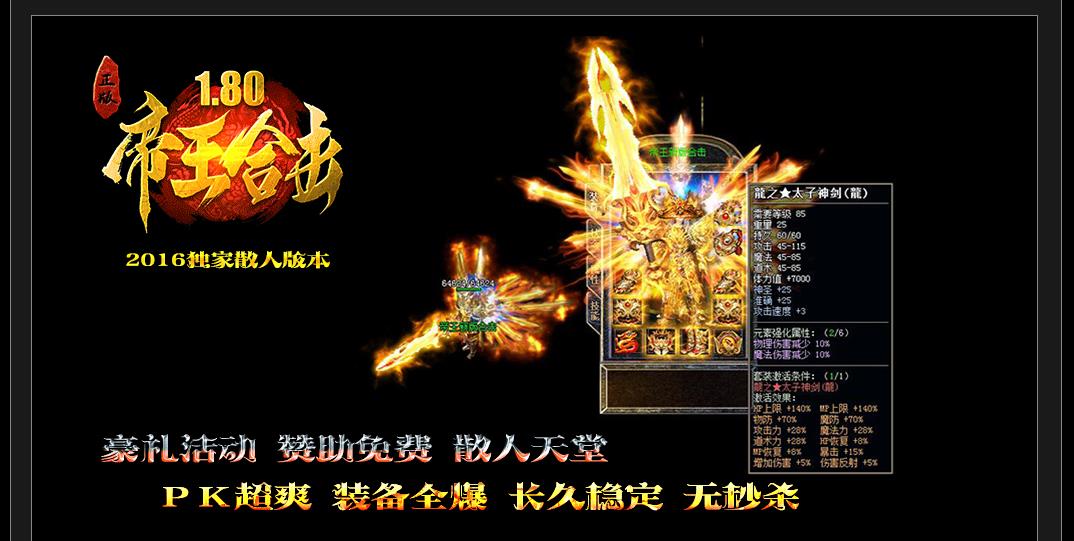 正版
1.80
帝王合击
2016独家散人版本
龍之★太子神剑(龍)
需要等级 85
重量 25
持久 60/60
攻击 45-115
魔法 45-85
道术 45-85
体力值 +7000
神圣 +25
准确 +25
攻击速度 +3
元素强化属性: (2/6)
物理伤害减少 10%
魔法伤害减少 10%
套装激活条件: (1/1)
龍之★太子神剑(龍)
激活效果:
HP上限 +140% MP上限 +140%
物防 +70% 魔防 +70%
攻击力 +28% 魔法力 +28%
道术力 +28% HP恢复 +8%
MP恢复 +8% 暴击 +15%
增加伤害 +5% 伤害反射 +5%
豪礼活动 赞助免费 散人天堂
PK超爽 装备全爆 长久稳定 无秒杀